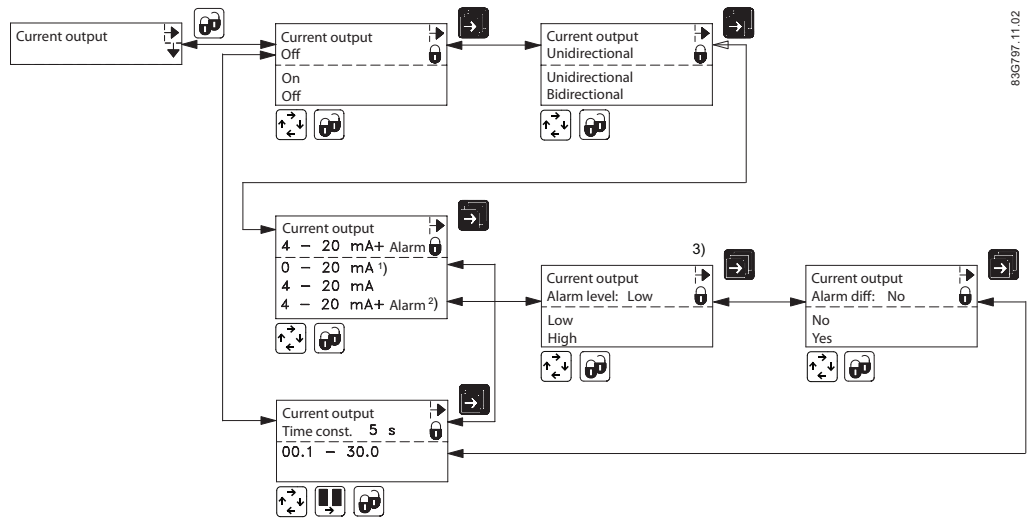 Current output
Current output
Off
On
Off
Current output
Unidirectional
Unidirectional
Bidirectional
83G797.11.02
Current output
4 – 20 mA+ Alarm
0 – 20 mA ¹)
4 – 20 mA
4 – 20 mA+ Alarm ²)
3)
Current output
Alarm level: Low
Low
High
Current output
Alarm diff: No
No
Yes
Current output
Time const. 5 s
00.1 – 30.0